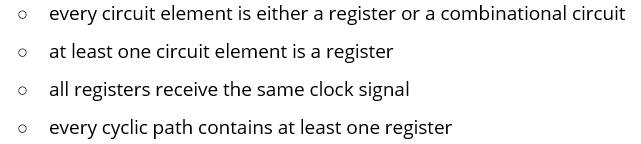 ○ every circuit element is either a register or a combinational circuit
○ at least one circuit element is a register
○ all registers receive the same clock signal
○ every cyclic path contains at least one register